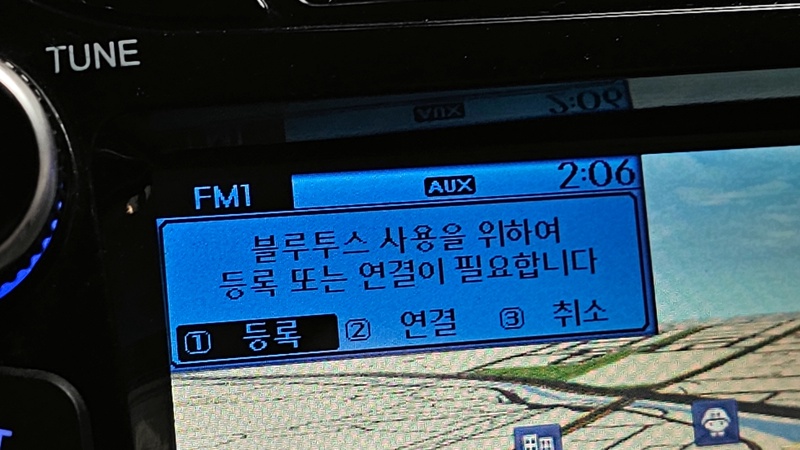 TUNE
FM1 AUX 2:06
블루투스 사용을 위하여
등록 또는 연결이 필요합니다
1 등록 2 연결 3 취소